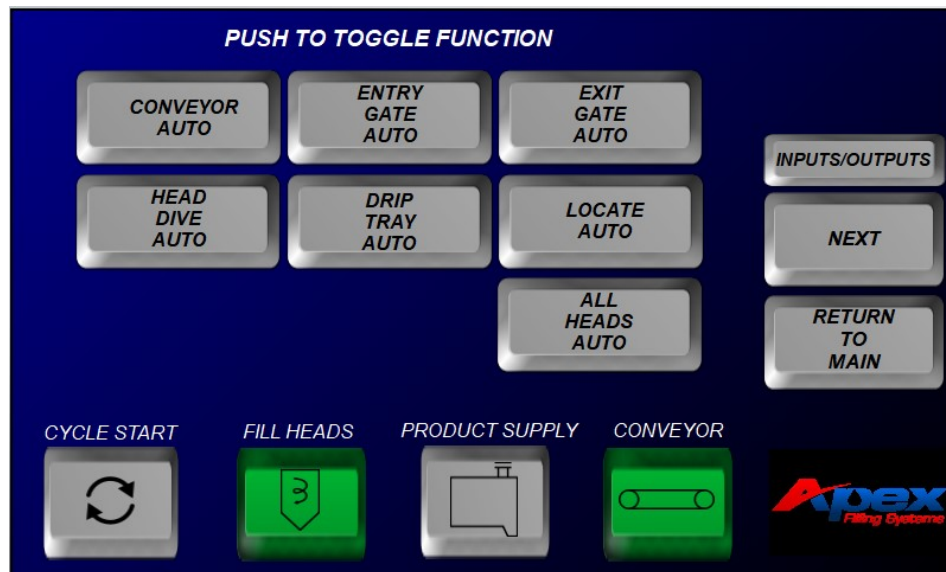 PUSH TO TOGGLE FUNCTION
CONVEYOR
AUTO
ENTRY
GATE
AUTO
EXIT
GATE
AUTO
INPUTS/OUTPUTS
HEAD
DIVE
AUTO
DRIP
TRAY
AUTO
LOCATE
AUTO
NEXT
ALL
HEADS
AUTO
RETURN
TO
MAIN
CYCLE START
FILL HEADS
PRODUCT SUPPLY
CONVEYOR
Apex
Filling Systems